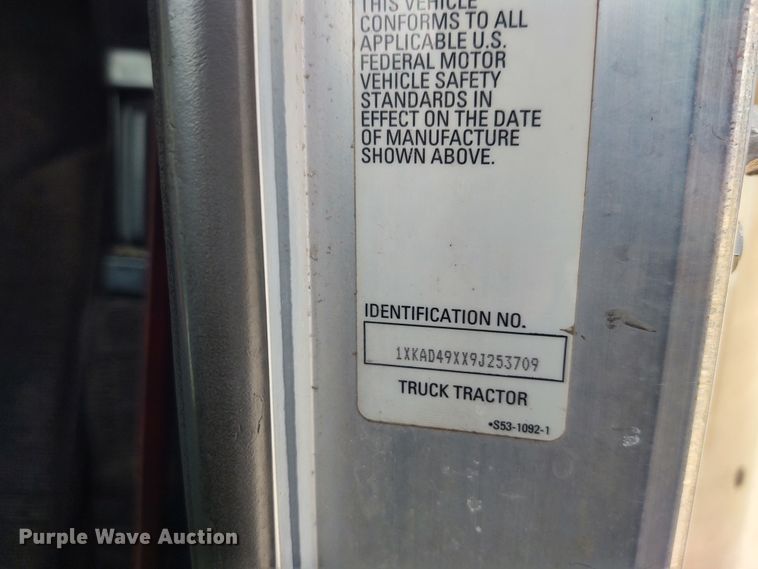 THIS VEHICLE
CONFORMS TO ALL
APPLICABLE U.S.
FEDERAL MOTOR
VEHICLE SAFETY
STANDARDS IN
EFFECT ON THE DATE
OF MANUFACTURE
SHOWN ABOVE.
IDENTIFICATION NO.
1XKAD49XX9J253709
TRUCK TRACTOR
•S53-1092-1
Purple Wave Auction